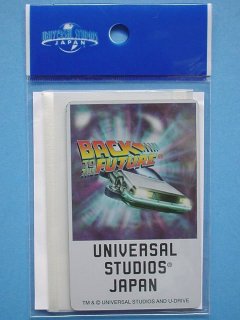 UNIVERSAL STUDIOS
JAPAN
BACK
TO THE
FUTURE
UNIVERSAL
STUDIOS®
JAPAN
TM & © UNIVERSAL STUDIOS AND U-DRIVE